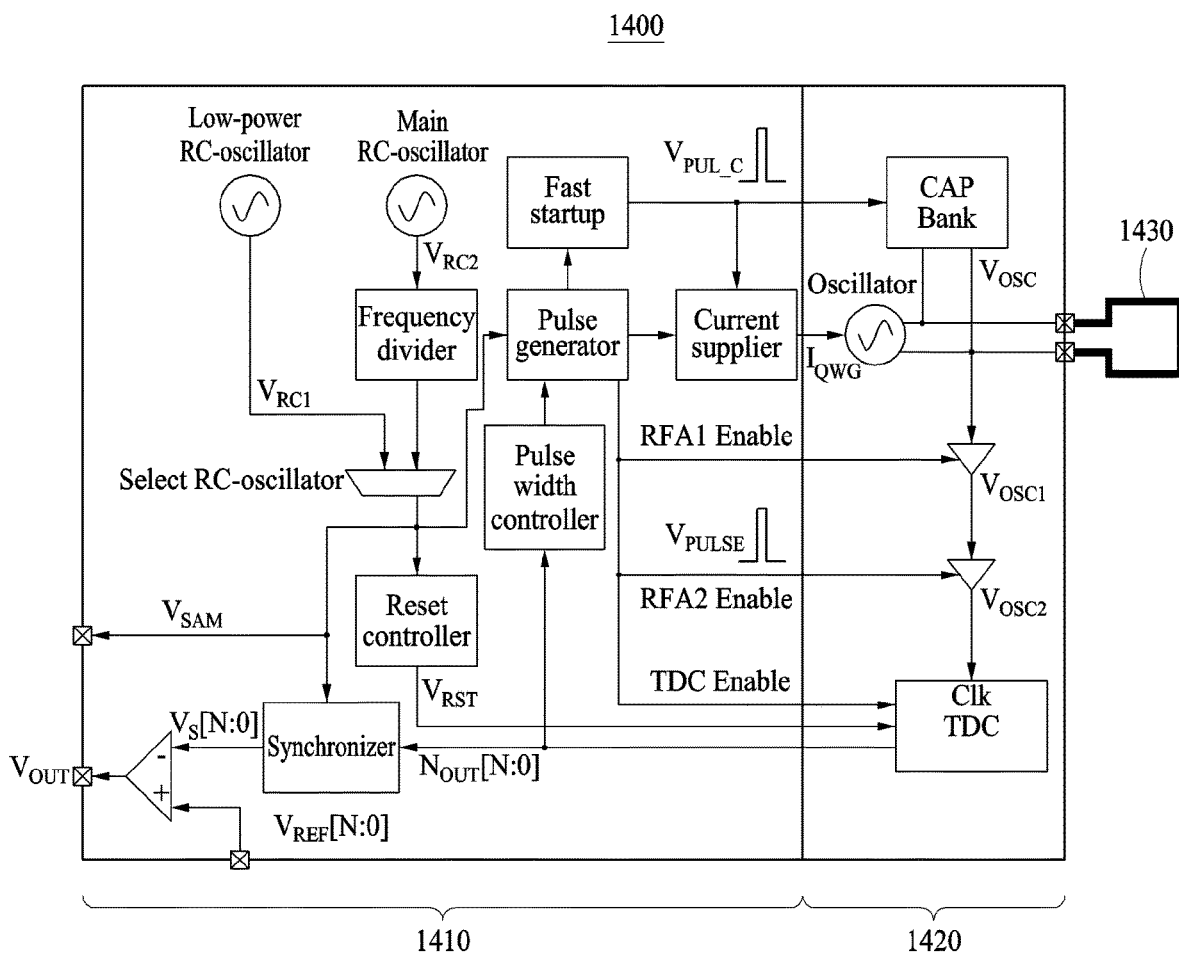 1400
Low-power
RC-oscillator
Main
RC-oscillator
Fast
startup
V_PUL_C
CAP
Bank
1430
V_RC2
V_OSC
Oscillator
Frequency
divider
Pulse
generator
Current
supplier
I_QWG
V_RC1
RFA1 Enable
Select RC-oscillator
Pulse
width
controller
V_OSC1
V_PULSE
RFA2 Enable
V_OSC2
V_SAM
Reset
controller
TDC Enable
V_RST
Clk
TDC
V_S[N:0]
Synchronizer
N_OUT[N:0]
V_OUT
-
+
V_REF[N:0]
1410
1420